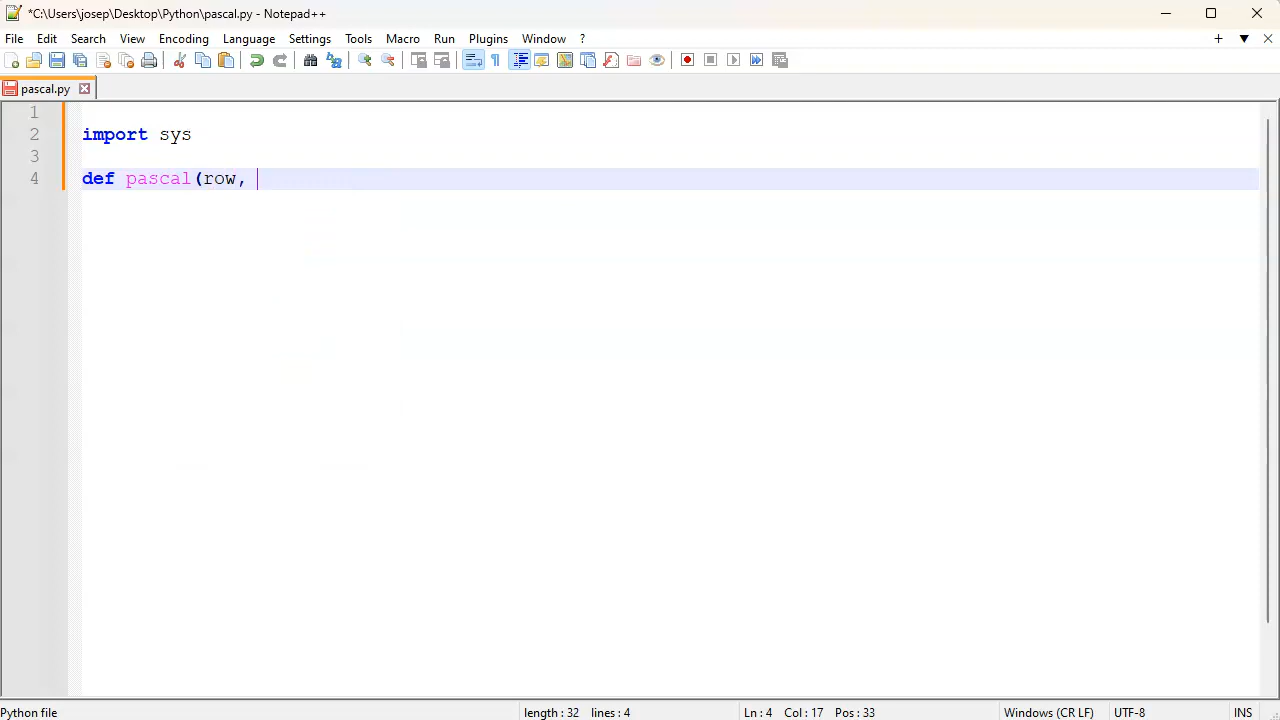 *C:\Users\josep\Desktop\Python\pascal.py - Notepad++
File Edit Search View Encoding Language Settings Tools Macro Run Plugins Window ?
pascal.py
1
2 import sys
3
4 def pascal(row,
Python file length : 32 lines : 4 Ln : 4 Col : 17 Pos : 33 Windows (CR LF) UTF-8 INS